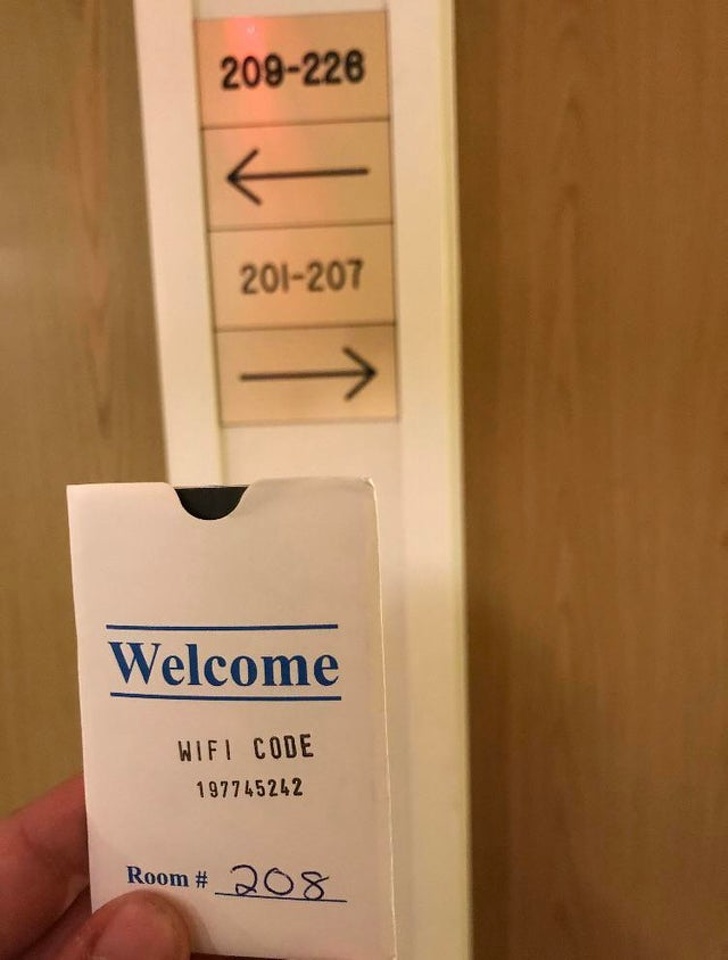 209-226
←
201-207
→
Welcome
WIFI CODE
197745242
Room # 208